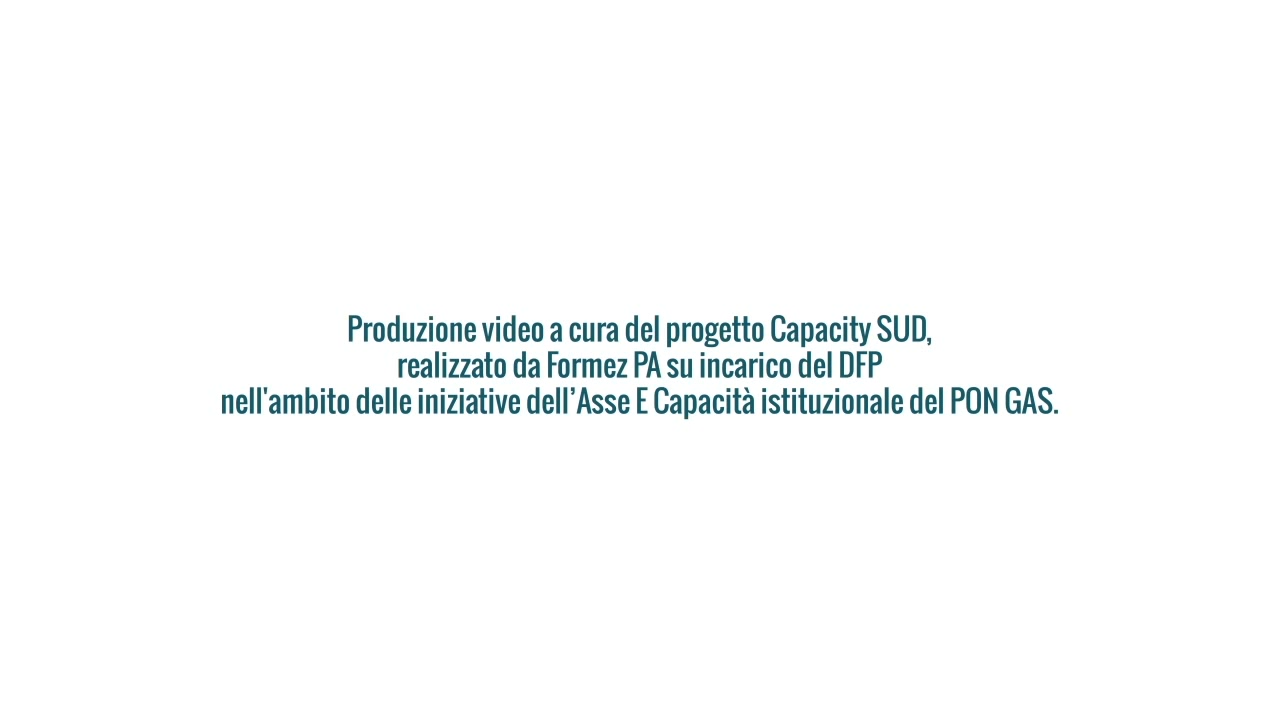 Produzione video a cura del progetto Capacity SUD,
realizzato da Formez PA su incarico del DFP
nell'ambito delle iniziative dell’Asse E Capacità istituzionale del PON GAS.